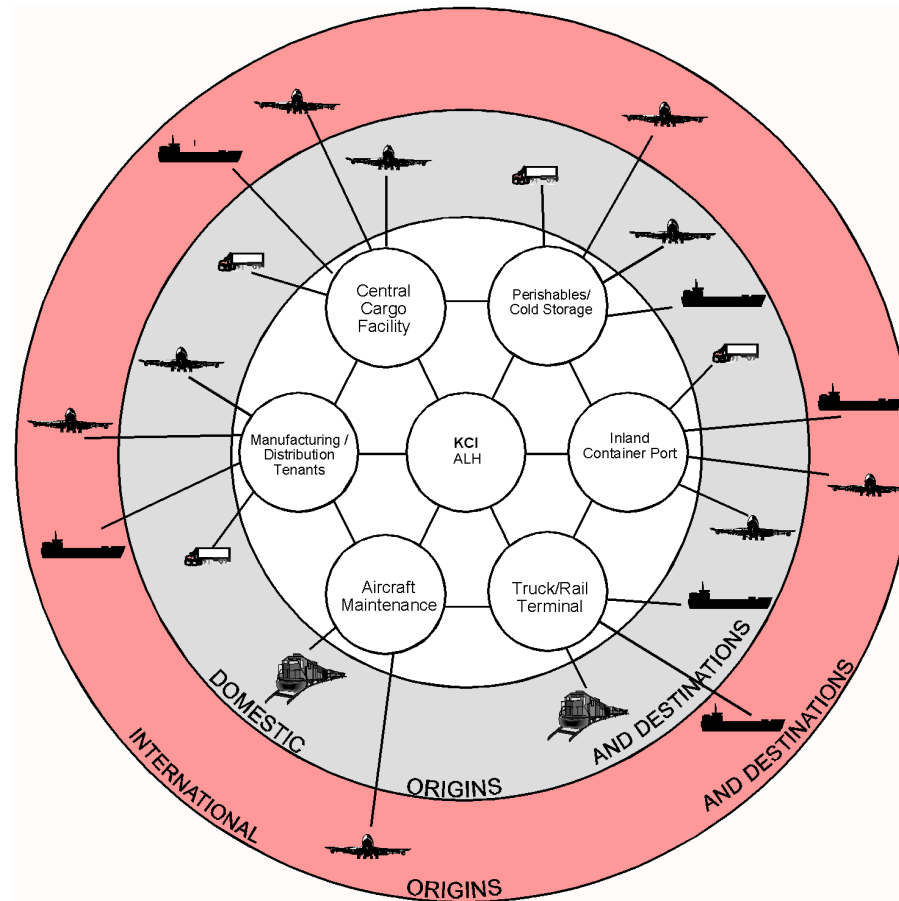 Central
Cargo
Facility
Perishables/
Cold Storage
Manufacturing /
Distribution
Tenants
KCI
ALH
Inland
Container Port
Aircraft
Maintenance
Truck/Rail
Terminal
DOMESTIC
ORIGINS
AND DESTINATIONS
INTERNATIONAL
ORIGINS
AND DESTINATIONS